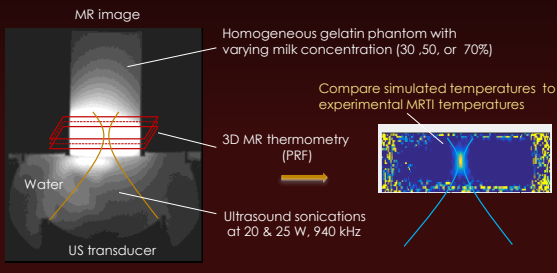 MR image
Homogeneous gelatin phantom with
varying milk concentration (30 ,50, or 70%)
Compare simulated temperatures to
experimental MRTI temperatures
3D MR thermometry
(PRF)
Water
Ultrasound sonications
at 20 & 25 W, 940 kHz
US transducer